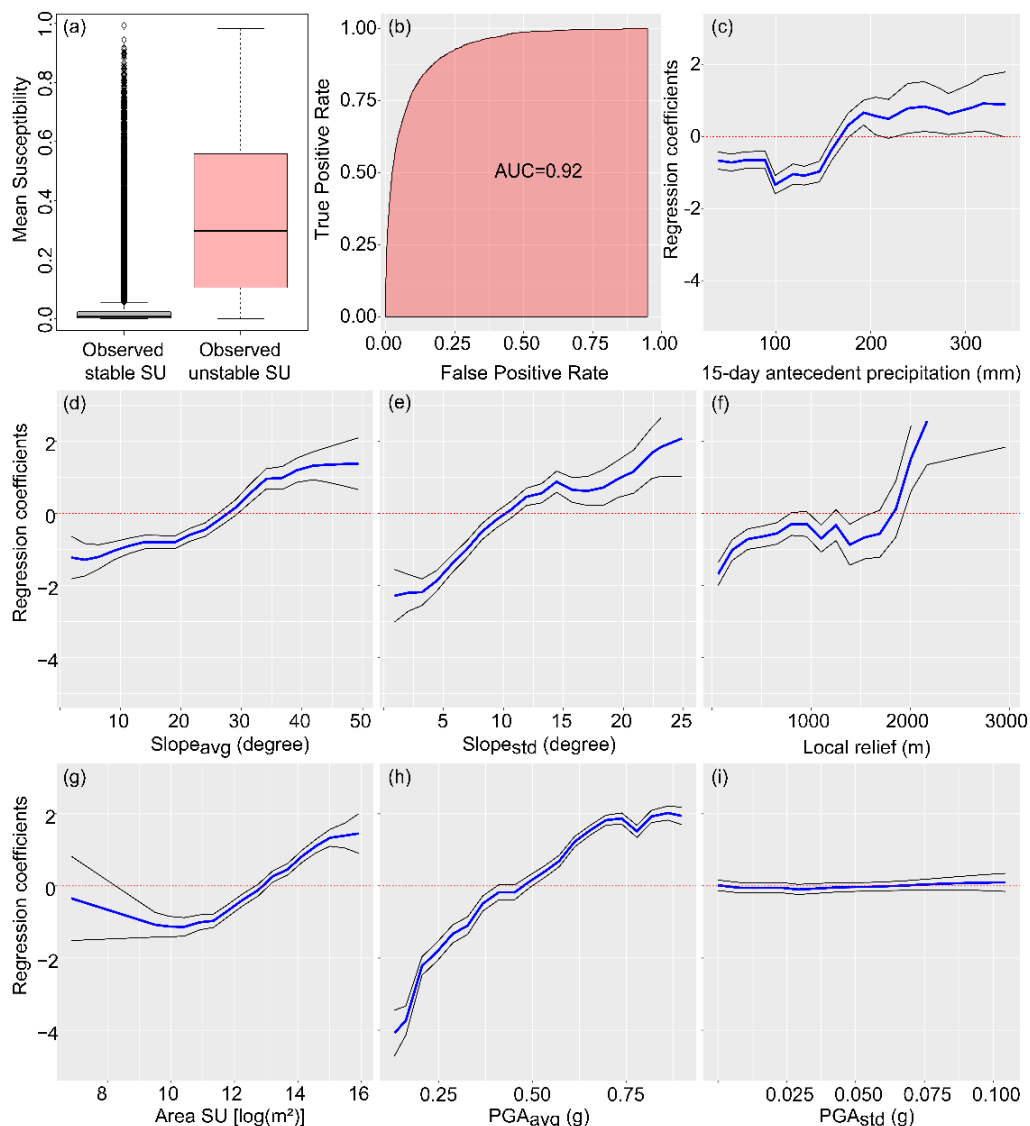 (a)
Mean Susceptibility
1.0
0.8
0.6
0.4
0.2
0.0
Observed
stable SU
Observed
unstable SU
(b)
True Positive Rate
1.00
0.75
0.50
0.25
0.00
AUC=0.92
0.00 0.25 0.50 0.75 1.00
False Positive Rate
(c)
Regression coefficients
2
0
−2
−4
100 200 300
15-day antecedent precipitation (mm)
(d)
Regression coefficients
2
0
−2
−4
10 20 30 40 50
Slopeavg (degree)
(e)
5 10 15 20 25
Slopestd (degree)
(f)
1000 2000 3000
Local relief (m)
(g)
Regression coefficients
2
0
−2
−4
8 10 12 14 16
Area SU [log(m²)]
(h)
0.25 0.50 0.75
PGAavg (g)
(i)
0.025 0.050 0.075 0.100
PGAstd (g)